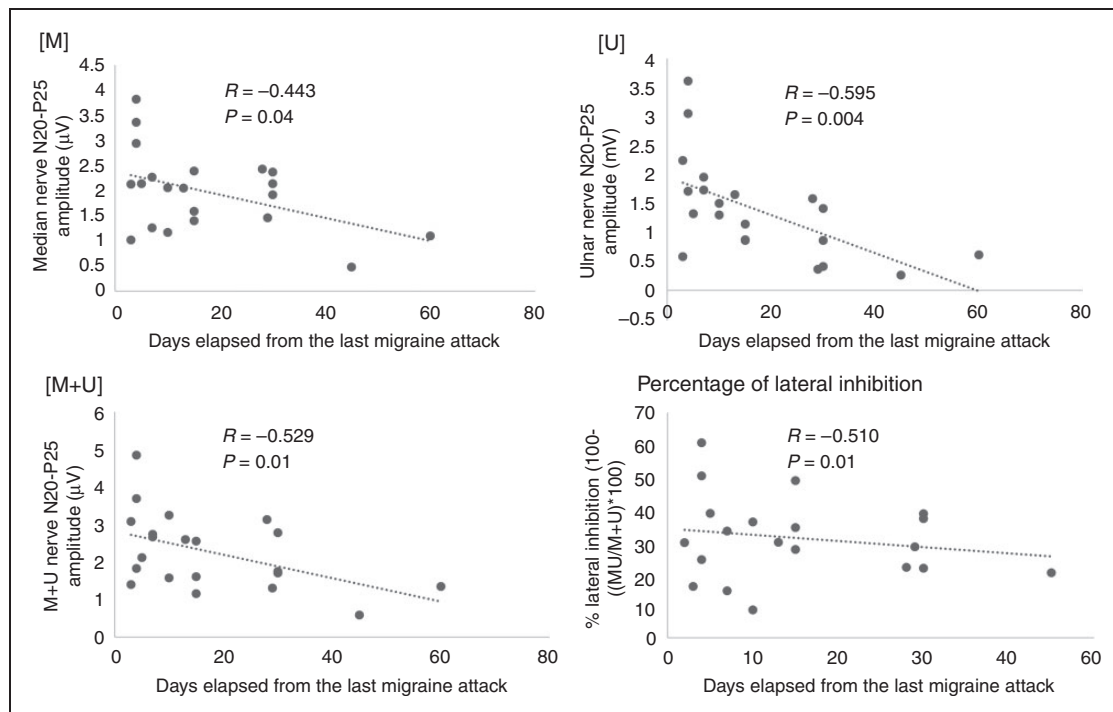 [M]
Median nerve N20-P25
amplitude (μV)
4.5
4
3.5
3
2.5
2
1.5
1
0.5
0
R = –0.443
P = 0.04
0 20 40 60 80
Days elapsed from the last migraine attack
[U]
Ulnar nerve N20-P25
amplitude (mV)
4
3.5
3
2.5
2
1.5
1
0.5
0
–0.5
R = –0.595
P = 0.004
0 20 40 60 80
Days elapsed from the last migraine attack
[M+U]
M+U nerve N20-P25
amplitude (μV)
6
5
4
3
2
1
0
R = –0.529
P = 0.01
0 20 40 60 80
Days elapsed from the last migraine attack
Percentage of lateral inhibition
% lateral inhibition (100-
((MU/M+U)*100)
70
60
50
40
30
20
10
0
R = –0.510
P = 0.01
0 10 20 30 40 50 60
Days elapsed from the last migraine attack